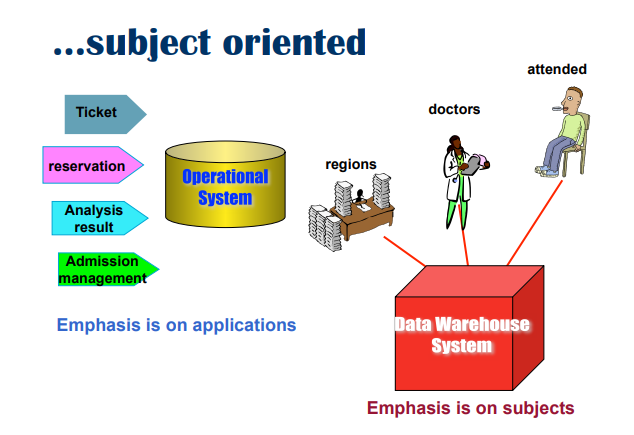 ...subject oriented
attended
Ticket
doctors
reservation
regions
Operational
System
Analysis
result
Admission
management
Emphasis is on applications
Data Warehouse
System
Emphasis is on subjects